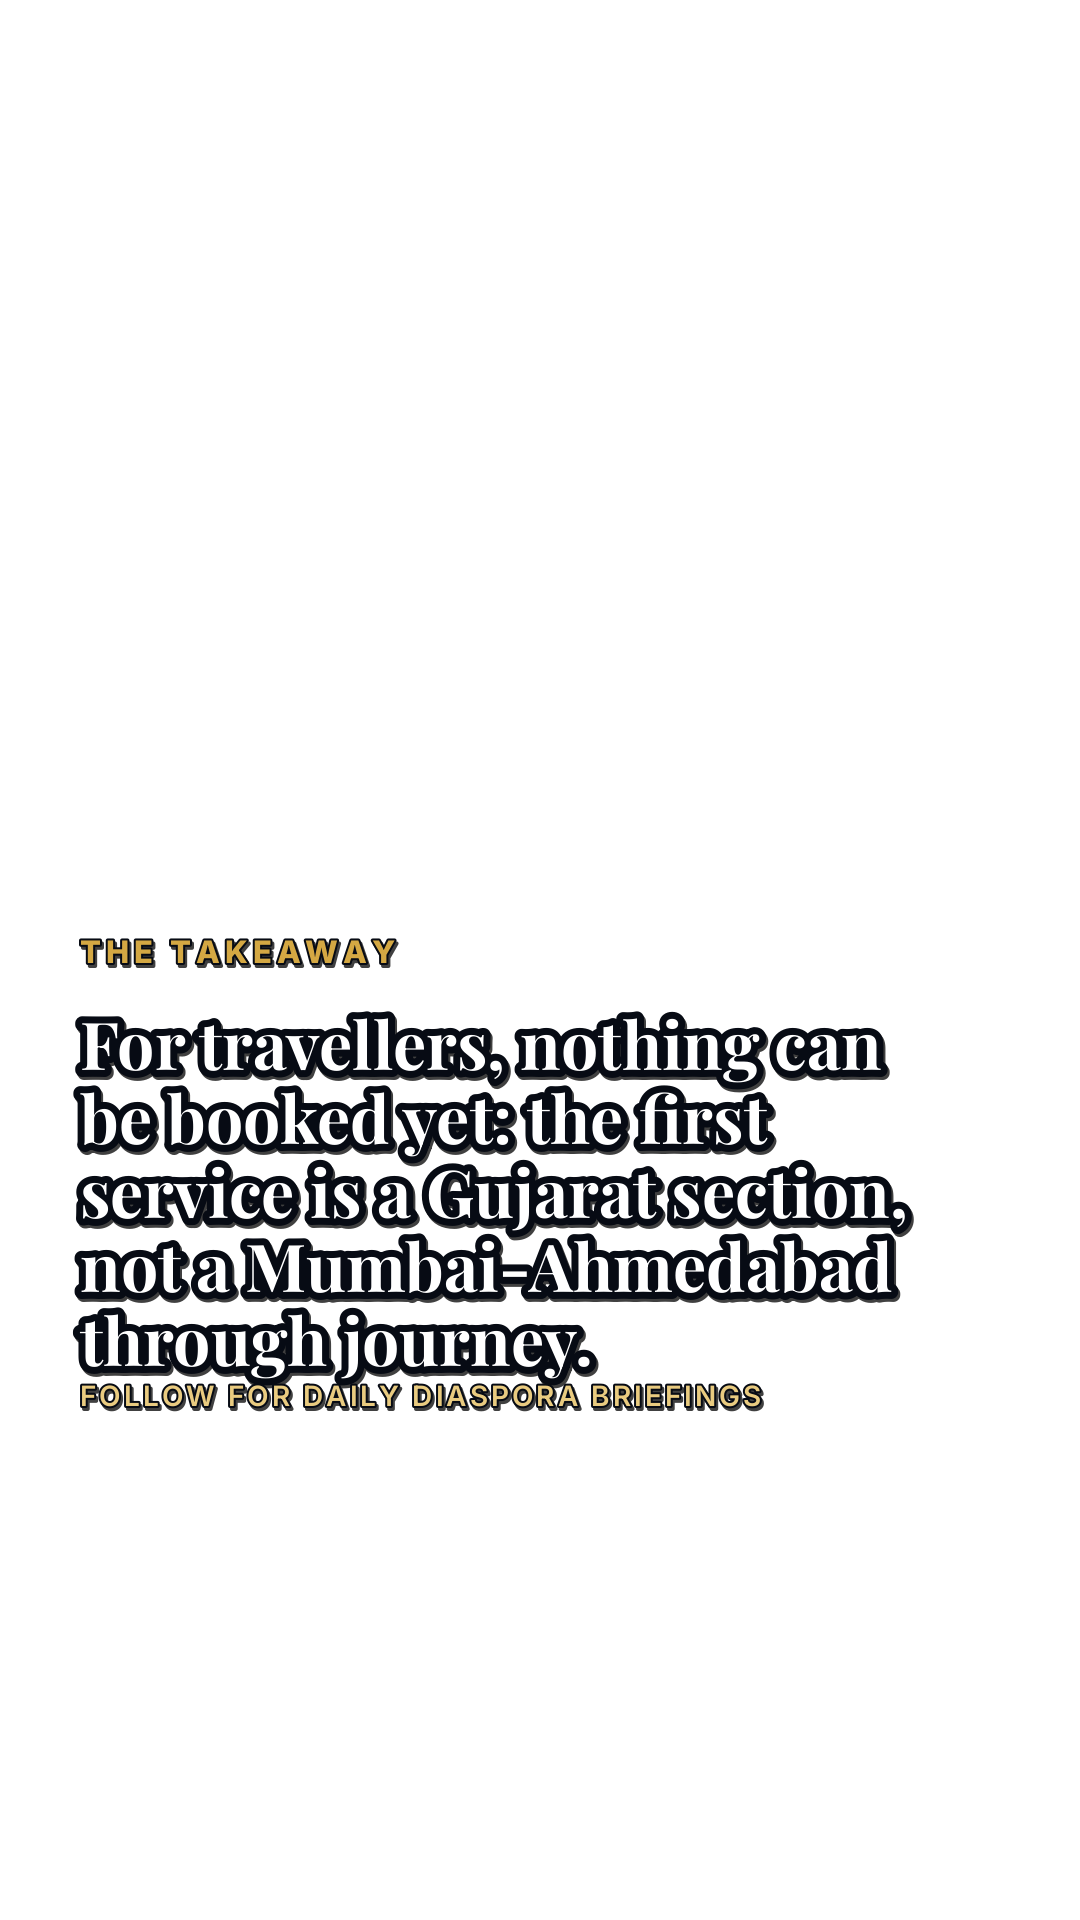 THE TAKEAWAY
For travellers, nothing can
be booked yet: the first
service is a Gujarat section,
not a Mumbai–Ahmedabad
through journey.
FOLLOW FOR DAILY DIASPORA BRIEFINGS